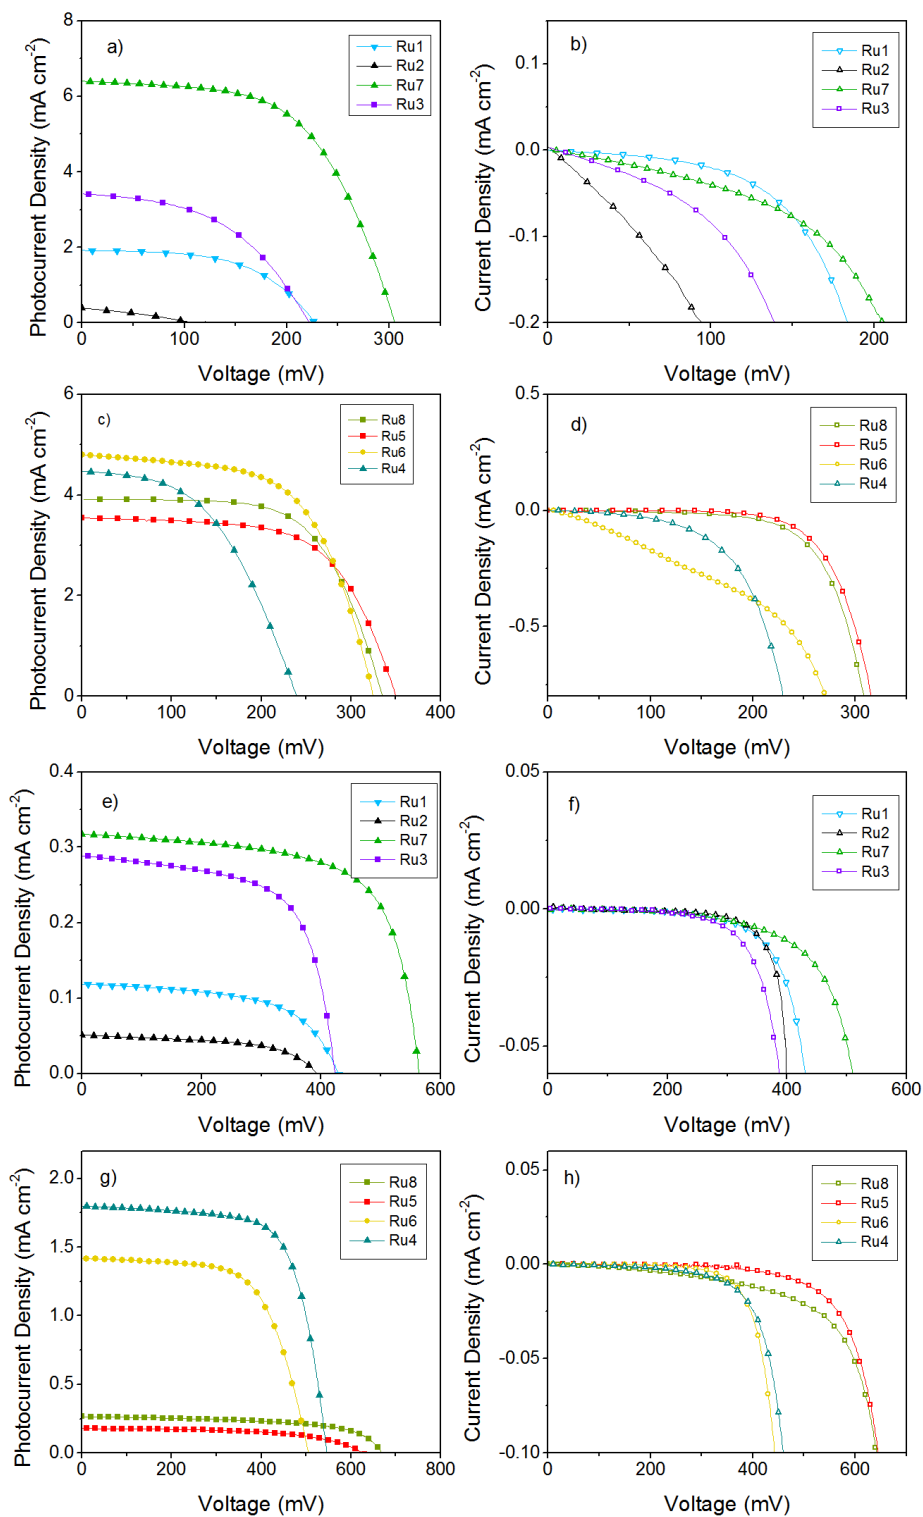 a)
Photocurrent Density (mA cm⁻²)
8
6
4
2
0
0
100
200
300
Voltage (mV)
Ru1
Ru2
Ru7
Ru3
b)
Current Density (mA cm⁻²)
0.1
0.0
-0.1
-0.2
0
100
200
Voltage (mV)
Ru1
Ru2
Ru7
Ru3
c)
Photocurrent Density (mA cm⁻²)
6
4
2
0
0
100
200
300
400
Voltage (mV)
Ru8
Ru5
Ru6
Ru4
d)
Current Density (mA cm⁻²)
0.5
0.0
-0.5
0
100
200
300
Voltage (mV)
Ru8
Ru5
Ru6
Ru4
e)
Photocurrent Density (mA cm⁻²)
0.4
0.3
0.2
0.1
0.0
0
200
400
600
Voltage (mV)
Ru1
Ru2
Ru7
Ru3
f)
Current Density (mA cm⁻²)
0.05
0.00
-0.05
0
200
400
600
Voltage (mV)
Ru1
Ru2
Ru7
Ru3
g)
Photocurrent Density (mA cm⁻²)
2.0
1.5
1.0
0.5
0.0
0
200
400
600
800
Voltage (mV)
Ru8
Ru5
Ru6
Ru4
h)
Current Density (mA cm⁻²)
0.05
0.00
-0.05
-0.10
0
200
400
600
Voltage (mV)
Ru8
Ru5
Ru6
Ru4